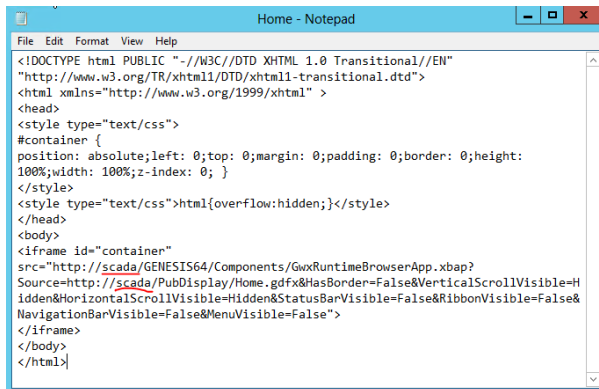 Home - Notepad
File Edit Format View Help
<!DOCTYPE html PUBLIC "-//W3C//DTD XHTML 1.0 Transitional//EN"
"http://www.w3.org/TR/xhtml1/DTD/xhtml1-transitional.dtd">
<html xmlns="http://www.w3.org/1999/xhtml" >
<head>
<style type="text/css">
#container {
position: absolute;left: 0;top: 0;margin: 0;padding: 0;border: 0;height:
100%;width: 100%;z-index: 0; }
</style>
<style type="text/css">html{overflow:hidden;}</style>
</head>
<body>
<iframe id="container"
src="http://scada/GENESIS64/Components/GwxRuntimeBrowserApp.xbap?
Source=http://scada/PubDisplay/Home.gdfx&HasBorder=False&VerticalScrollVisible=H
idden&HorizontalScrollVisible=Hidden&StatusBarVisible=False&RibbonVisible=False&
NavigationBarVisible=False&MenuVisible=False">
</iframe>
</body>
</html>